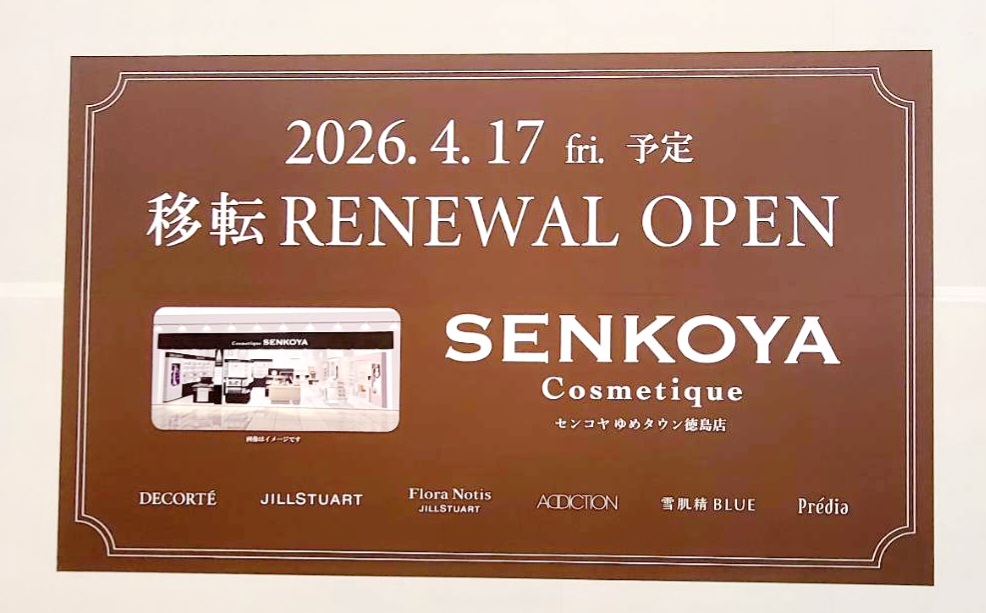 2026. 4. 17 fri. 予定
移転 RENEWAL OPEN
Cosmetique SENKOYA
画像はイメージです
SENKOYA
Cosmetique
センコヤ ゆめタウン徳島店
DECORTÉ
JILLSTUART
Flora Notis
JILLSTUART
ADDICTION
雪肌精 BLUE
Prédia